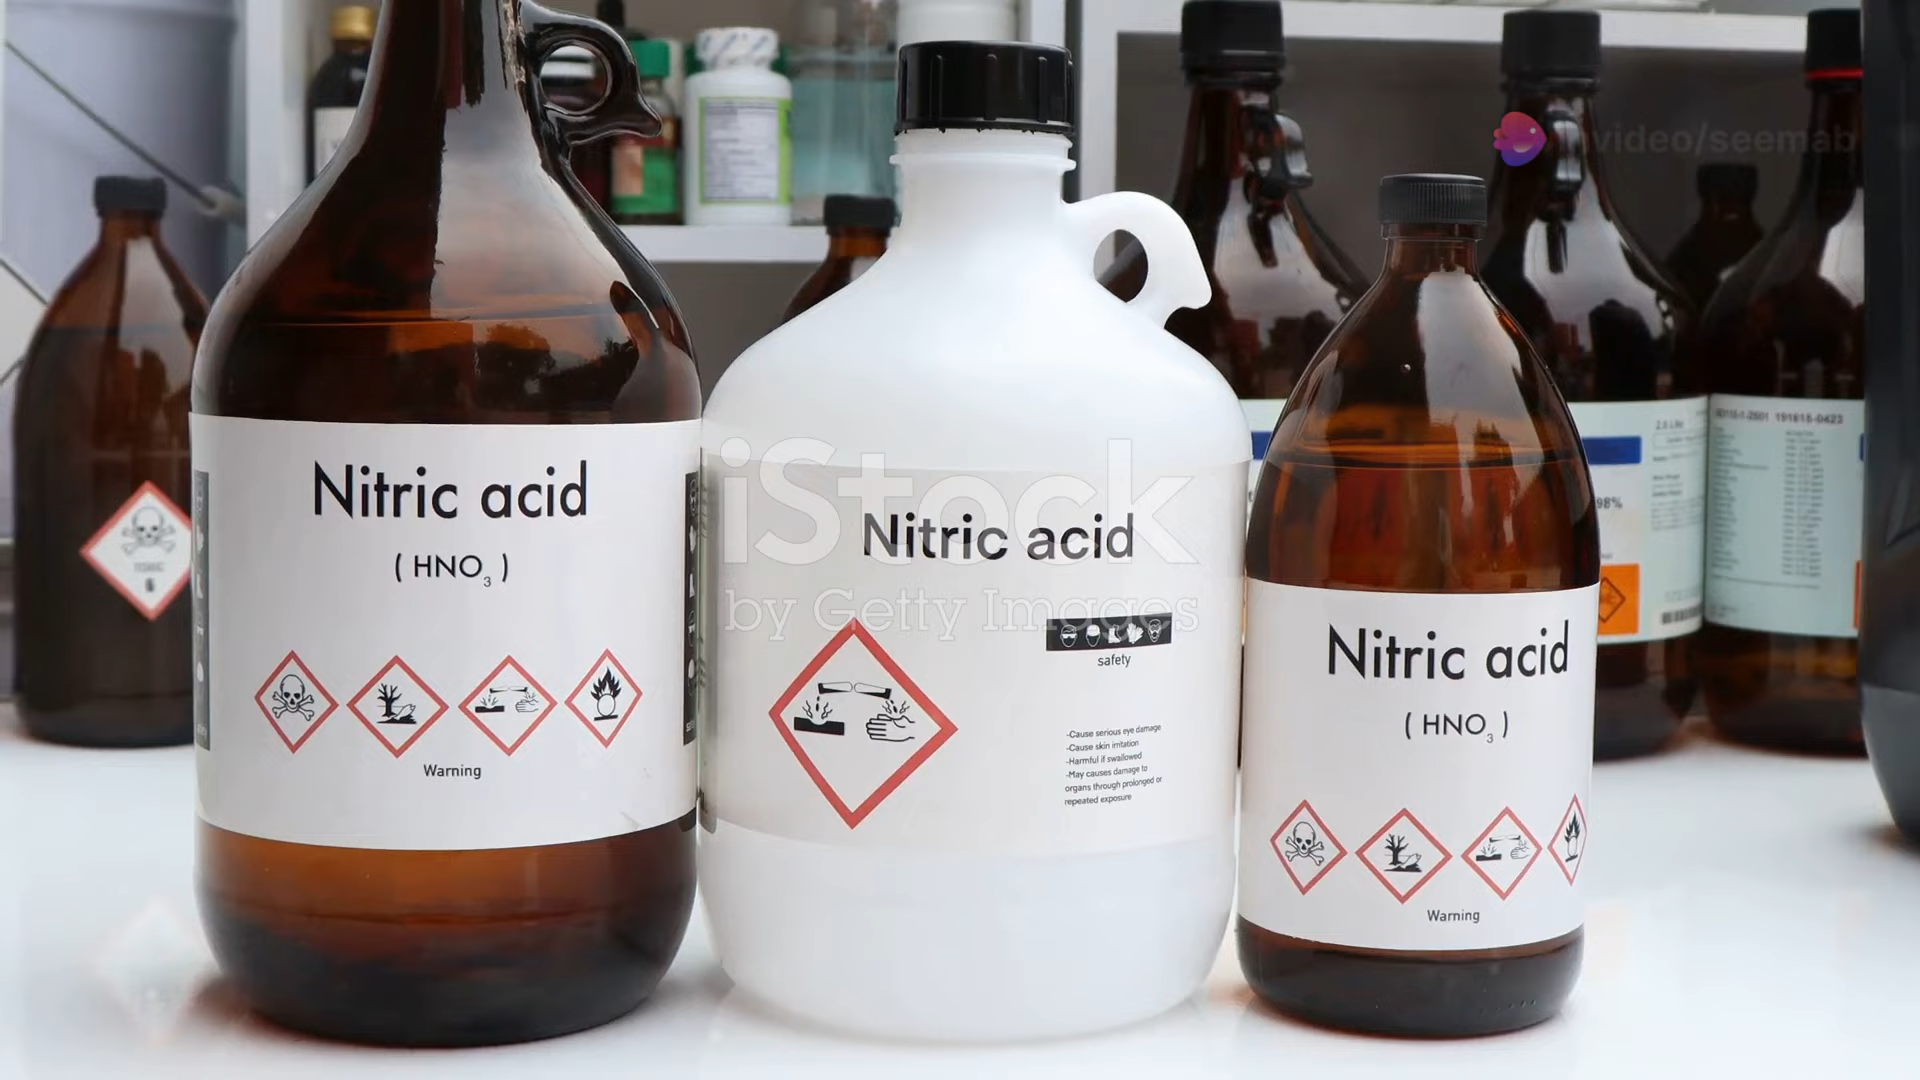 Nitric acid
( HNO₃ )
Warning
iStock
by Getty Images
Nitric acid
safety
-Cause serious eye damage
-Cause skin irritation
-Harmful if swallowed
-May causes damage to
organs through prolonged or
repeated exposure
Nitric acid
( HNO₃ )
Warning
video/seemab
191615-0423
98%